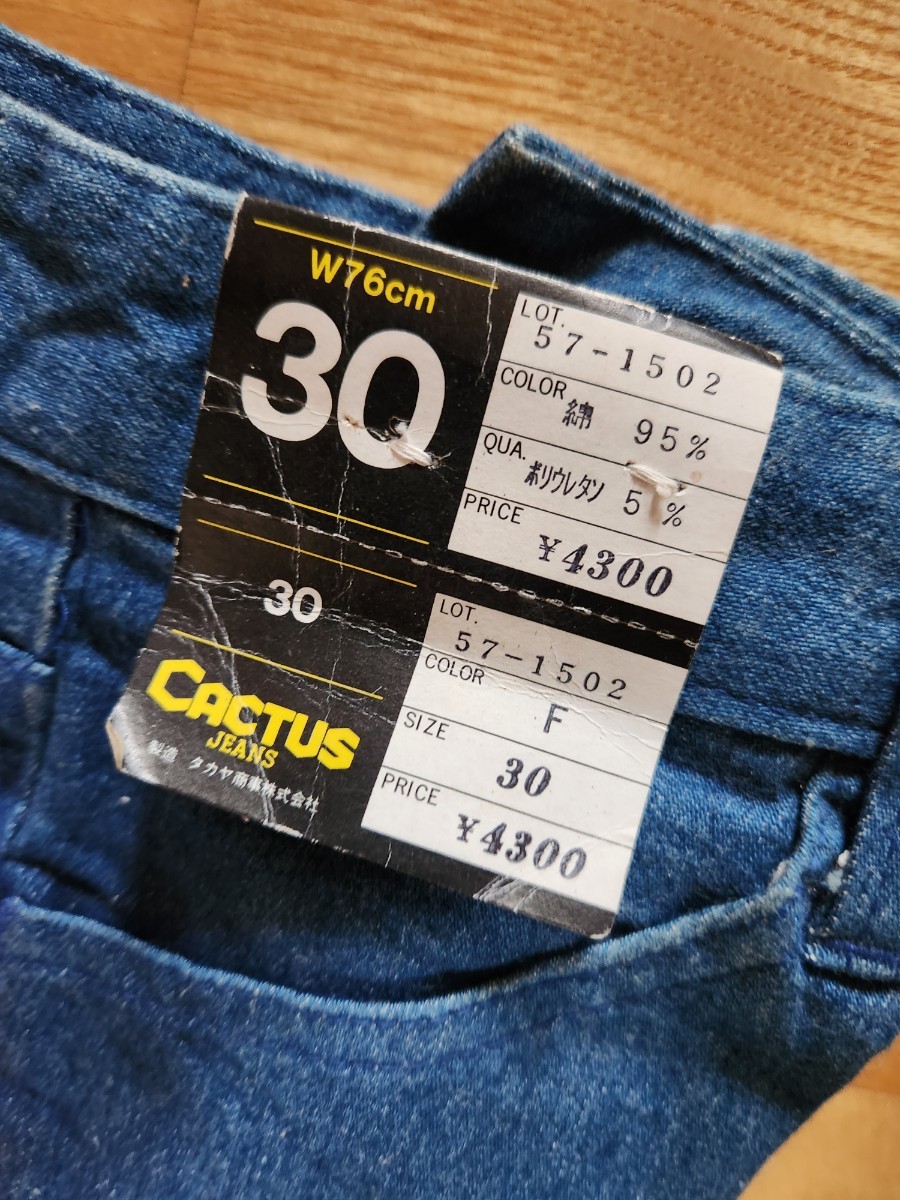 W76cm
30
LOT.
57-1502
COLOR
綿 95%
QUA.
ポリウレタン 5%
PRICE
¥4300
30
CACTUS
JEANS
製造 タカヤ商事株式会社
LOT.
57-1502
COLOR
F
SIZE
30
PRICE
¥4300